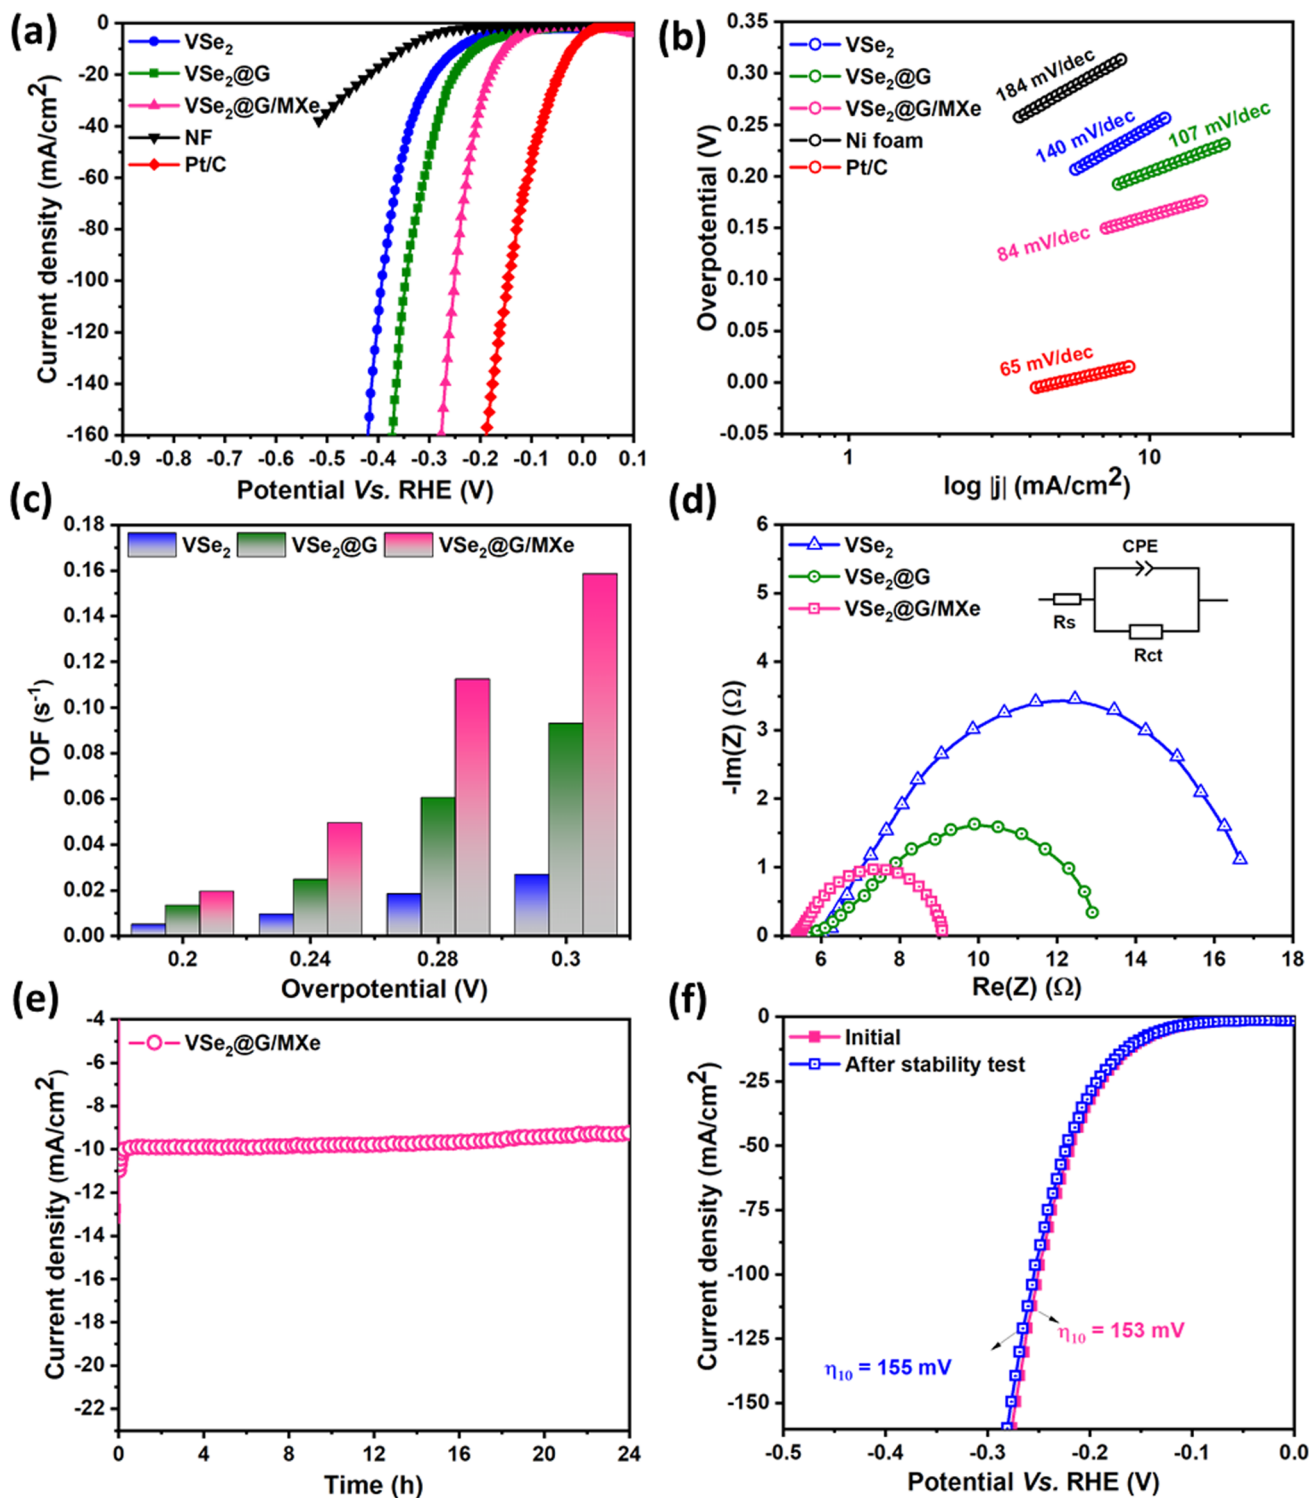 (a)
VSe2
VSe2@G
VSe2@G/MXe
NF
Pt/C
0
-20
-40
-60
-80
-100
-120
-140
-160
Current density (mA/cm2)
-0.9 -0.8 -0.7 -0.6 -0.5 -0.4 -0.3 -0.2 -0.1 0.0 0.1
Potential Vs. RHE (V)
(b)
VSe2
VSe2@G
VSe2@G/MXe
Ni foam
Pt/C
184 mV/dec
140 mV/dec
107 mV/dec
84 mV/dec
65 mV/dec
0.35
0.30
0.25
0.20
0.15
0.10
0.05
0.00
-0.05
Overpotential (V)
1 10
log |j| (mA/cm2)
(c)
VSe2 VSe2@G VSe2@G/MXe
0.18
0.16
0.14
0.12
0.10
0.08
0.06
0.04
0.02
0.00
TOF (s-1)
0.2 0.24 0.28 0.3
Overpotential (V)
(d)
VSe2
VSe2@G
VSe2@G/MXe
CPE
Rs
Rct
6
5
4
3
2
1
0
-Im(Z) (Ω)
6 8 10 12 14 16 18
Re(Z) (Ω)
(e)
VSe2@G/MXe
-4
-6
-8
-10
-12
-14
-16
-18
-20
-22
Current density (mA/cm2)
0 4 8 12 16 20 24
Time (h)
(f)
Initial
After stability test
0
-25
-50
-75
-100
-125
-150
Current density (mA/cm2)
η10 = 153 mV
η10 = 155 mV
-0.5 -0.4 -0.3 -0.2 -0.1 0.0
Potential Vs. RHE (V)